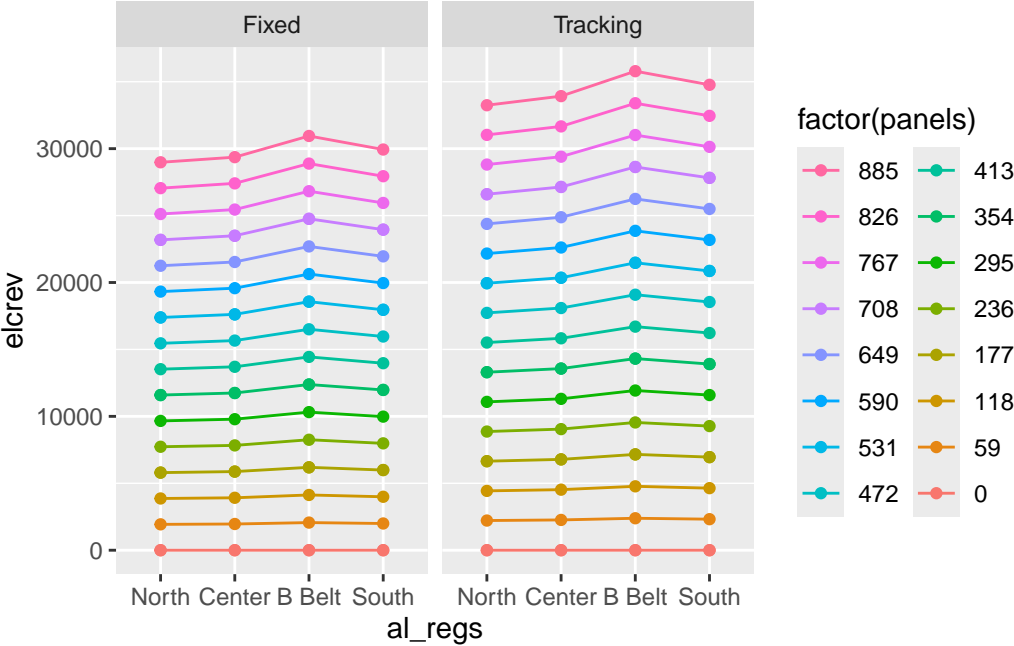 Fixed Tracking
elcrev
30000
20000
10000
0
North Center B Belt South North Center B Belt South
al_regs
factor(panels)
885 413
826 354
767 295
708 236
649 177
590 118
531 59
472 0